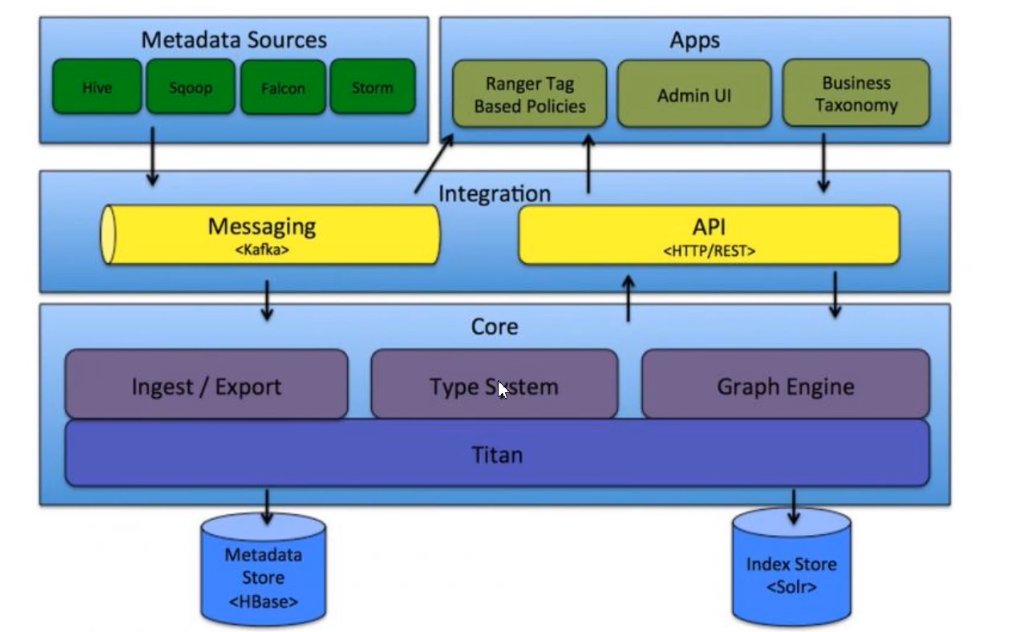 Metadata Sources
Hive
Sqoop
Falcon
Storm
Apps
Ranger Tag
Based Policies
Admin UI
Business
Taxonomy
Integration
Messaging
<Kafka>
API
<HTTP/REST>
Core
Ingest / Export
Type System
Graph Engine
Titan
Metadata
Store
<HBase>
Index Store
<Solr>